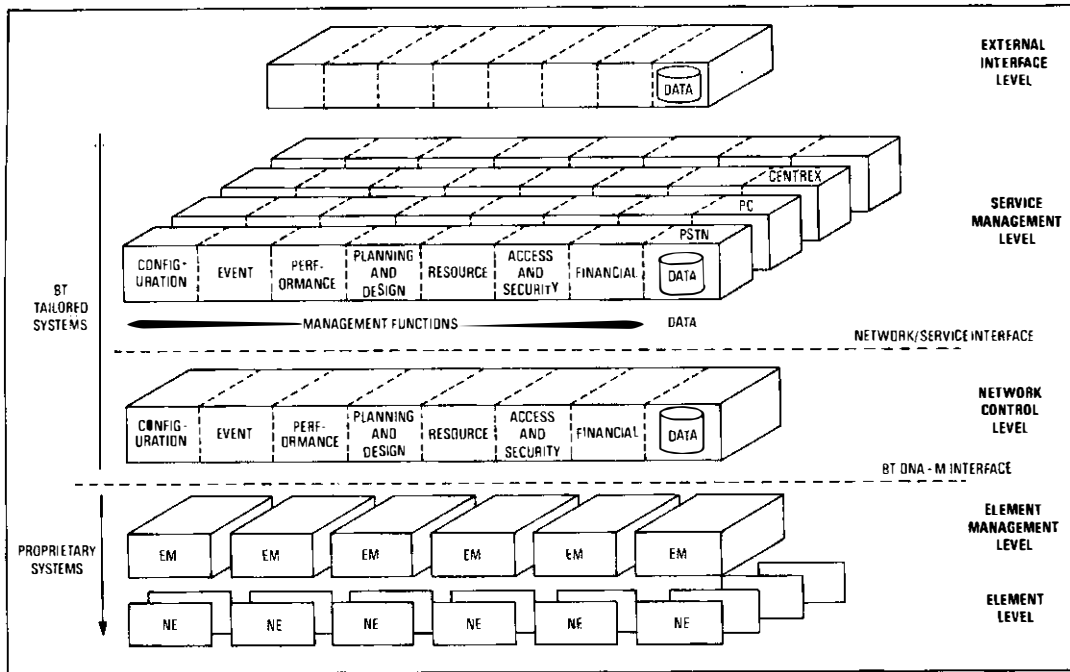 EXTERNAL
INTERFACE
LEVEL
DATA
CENTREX
PC
PSTN
SERVICE
MANAGEMENT
LEVEL
CONFIG-
URATION
EVENT
PERF-
ORMANCE
PLANNING
AND
DESIGN
RESOURCE
ACCESS
AND
SECURITY
FINANCIAL
DATA
BT
TAILORED
SYSTEMS
MANAGEMENT FUNCTIONS
DATA
NETWORK/SERVICE INTERFACE
NETWORK
CONTROL
LEVEL
CONFIG-
URATION
EVENT
PERF-
ORMANCE
PLANNING
AND
DESIGN
RESOURCE
ACCESS
AND
SECURITY
FINANCIAL
DATA
BT DNA - M INTERFACE
PROPRIETARY
SYSTEMS
EM
EM
EM
EM
EM
EM
ELEMENT
MANAGEMENT
LEVEL
NE
NE
NE
NE
NE
NE
ELEMENT
LEVEL